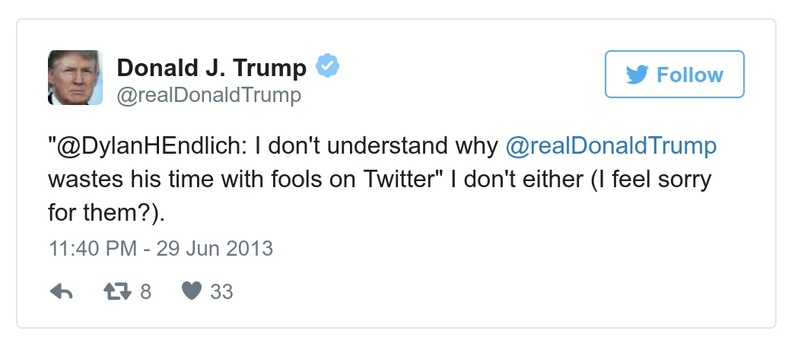 Donald J. Trump
@realDonaldTrump
Follow
"@DylanHEndlich: I don't understand why @realDonaldTrump
wastes his time with fools on Twitter" I don't either (I feel sorry
for them?).
11:40 PM - 29 Jun 2013
8
33